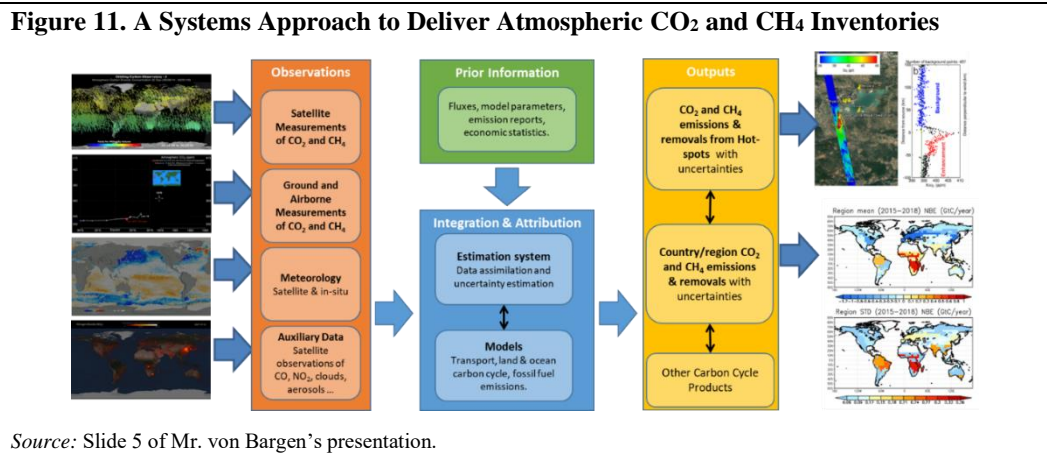 Figure 11. A Systems Approach to Deliver Atmospheric CO₂ and CH₄ Inventories
Observations
Satellite
Measurements
of CO₂ and CH₄
Ground and
Airborne
Measurements
of CO₂ and CH₄
Meteorology
Satellite & in-situ
Auxiliary Data
Satellite
observations of
CO, NO₂, clouds,
aerosols ...
Prior Information
Fluxes, model parameters,
emission reports,
economic statistics.
Integration & Attribution
Estimation system
Data assimilation and
uncertainty estimation
Models
Transport, land & ocean
carbon cycle, fossil fuel
emissions.
Outputs
CO₂ and CH₄
emissions &
removals from Hot-
spots with
uncertainties
Country/region CO₂
and CH₄ emissions
& removals with
uncertainties
Other Carbon Cycle
Products
Background
Enhancement
Region mean (2015-2018) NBE (GtC/year)
Region STD (2015-2018) NBE (GtC/year)
Source: Slide 5 of Mr. von Bargen's presentation.